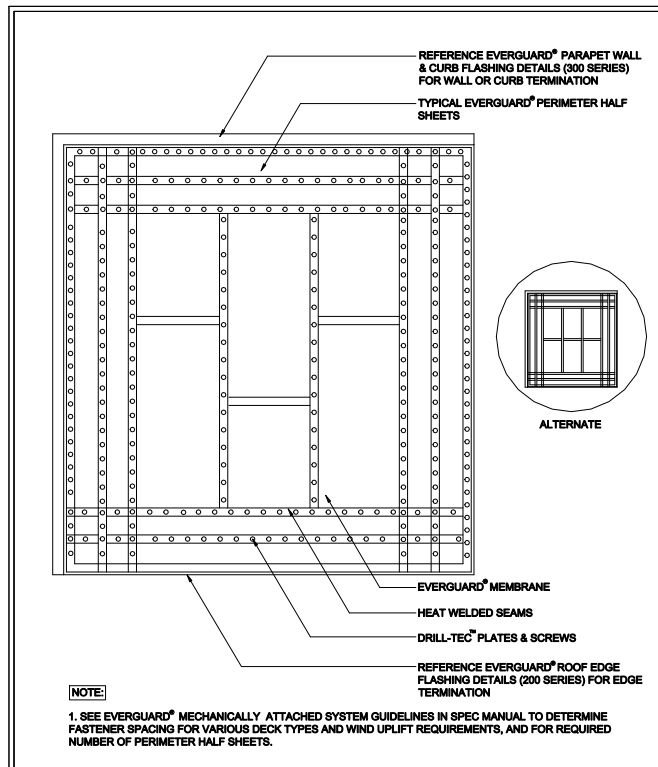 REFERENCE EVERGUARD® PARAPET WALL
& CURB FLASHING DETAILS (300 SERIES)
FOR WALL OR CURB TERMINATION
TYPICAL EVERGUARD® PERIMETER HALF
SHEETS
ALTERNATE
EVERGUARD® MEMBRANE
HEAT WELDED SEAMS
DRILL-TEC™ PLATES & SCREWS
REFERENCE EVERGUARD® ROOF EDGE
FLASHING DETAILS (200 SERIES) FOR EDGE
TERMINATION
NOTE:
1. SEE EVERGUARD® MECHANICALLY ATTACHED SYSTEM GUIDELINES IN SPEC MANUAL TO DETERMINE
FASTENER SPACING FOR VARIOUS DECK TYPES AND WIND UPLIFT REQUIREMENTS, AND FOR REQUIRED
NUMBER OF PERIMETER HALF SHEETS.